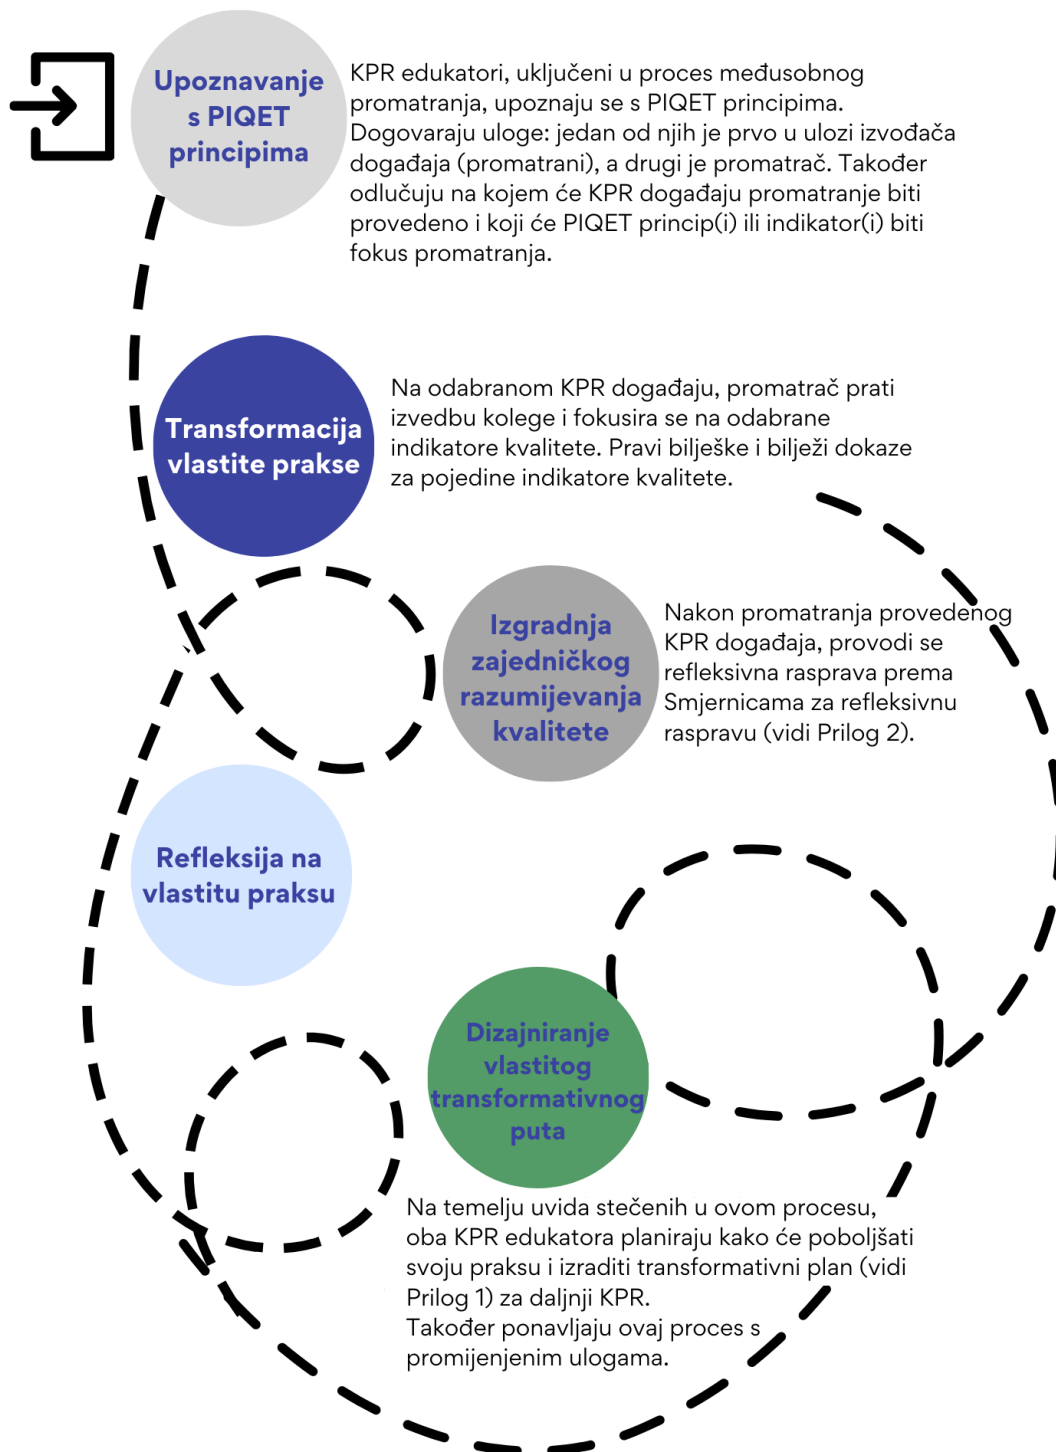 Upoznavanje
s PIQET
principima
KPR edukatori, uključeni u proces međusobnog
promatranja, upoznaju se s PIQET principima.
Dogovaraju uloge: jedan od njih je prvo u ulozi izvođača
događaja (promatrani), a drugi je promatrač. Također
odlučuju na kojem će KPR događaju promatranje biti
provedeno i koji će PIQET princip(i) ili indikator(i) biti
fokus promatranja.
Transformacija
vlastite prakse
Na odabranom KPR događaju, promatrač prati
izvedbu kolege i fokusira se na odabrane
indikatore kvalitete. Pravi bilješke i bilježi dokaze
za pojedine indikatore kvalitete.
Izgradnja
zajedničkog
razumijevanja
kvalitete
Nakon promatranja provedenog
KPR događaja, provodi se
refleksivna rasprava prema
Smjernicama za refleksivnu
raspravu (vidi Prilog 2).
Refleksija na
vlastitu praksu
Dizajniranje
vlastitog
transformativnog
puta
Na temelju uvida stečenih u ovom procesu,
oba KPR edukatora planiraju kako će poboljšati
svoju praksu i izraditi transformativni plan (vidi
Prilog 1) za daljnji KPR.
Također ponavljaju ovaj proces s
promijenjenim ulogama.